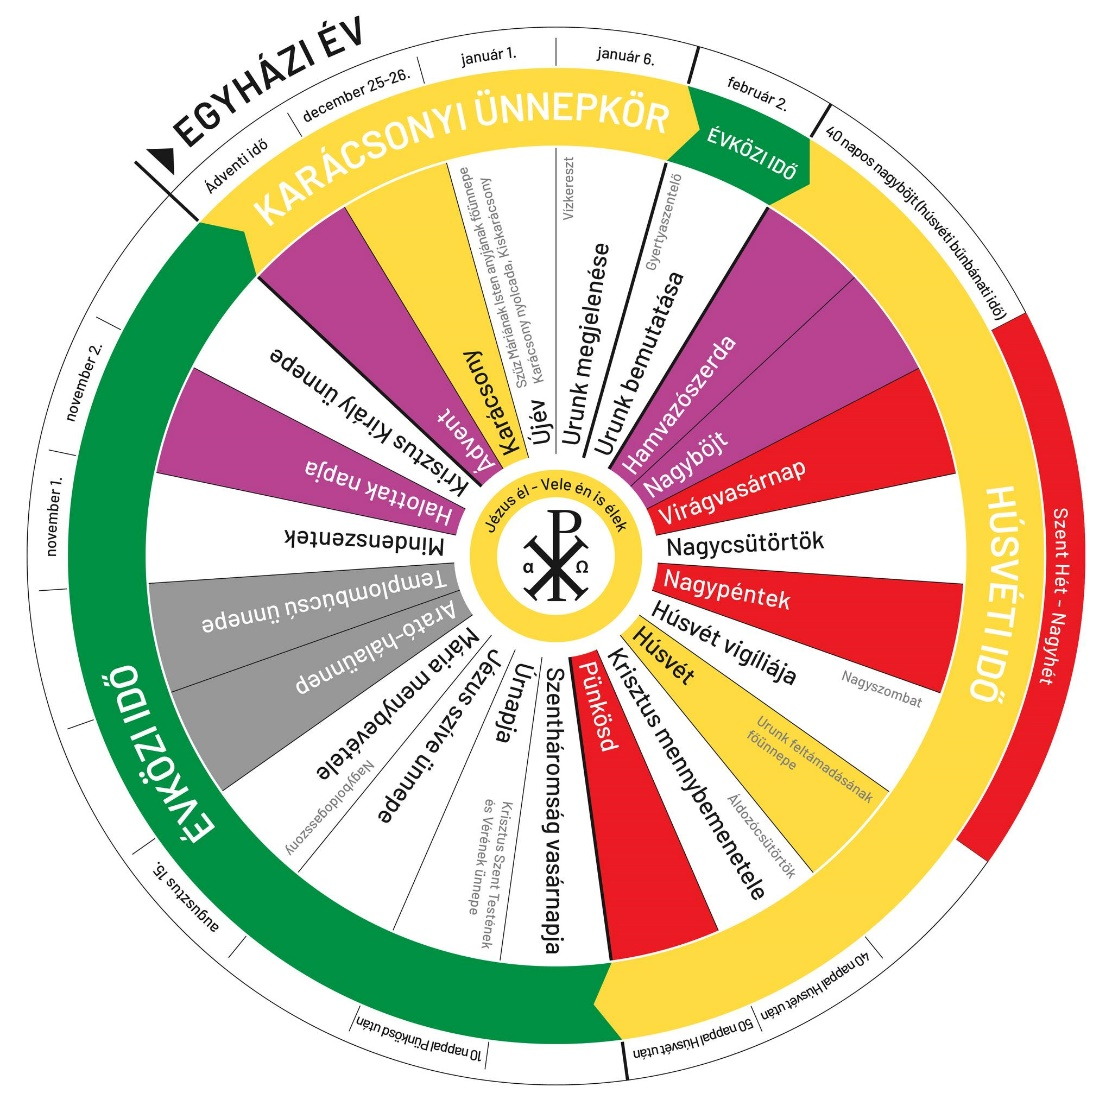 EGYHÁZI ÉV
Ádventi idő
december 25-26.
január 1.
január 6.
február 2.
40 napos nagyböjt (húsvéti bűnbánati idő)
Szent Hét - Nagyhét
40 nappal Húsvét után
50 nappal Húsvét után
10 nappal Pünkösd után
augusztus 15.
november 1.
november 2.
KARÁCSONYI ÜNNEPKÖR
ÉVKÖZI IDŐ
HÚSVÉTI IDŐ
ÉVKÖZI IDŐ
Ádvent
Karácsony
Újév
Szűz Máriának Isten anyjának főünnepe
Karácsony nyolcada, Kiskarácsony
Urunk megjelenése
Vízkereszt
Urunk bemutatása
Gyertyaszentelő
Hamvazószerda
Nagyböjt
Virágvasárnap
Nagycsütörtök
Nagypéntek
Húsvét vigíliája
Nagyszombat
Húsvét
Urunk feltámadásának
főünnepe
Krisztus mennybemenetele
Áldozócsütörtök
Pünkösd
Szentháromság vasárnapja
Úrnapja
Krisztus Szent Testének
és Vérének ünnepe
Jézus szíve ünnepe
Mária mennybevétele
Nagyboldogasszony
Arató-hálaünnep
Templombúcsú ünnepe
Mindenszentek
Halottak napja
Krisztus Király ünnepe
Jézus él - Vele én is élek
α Ω